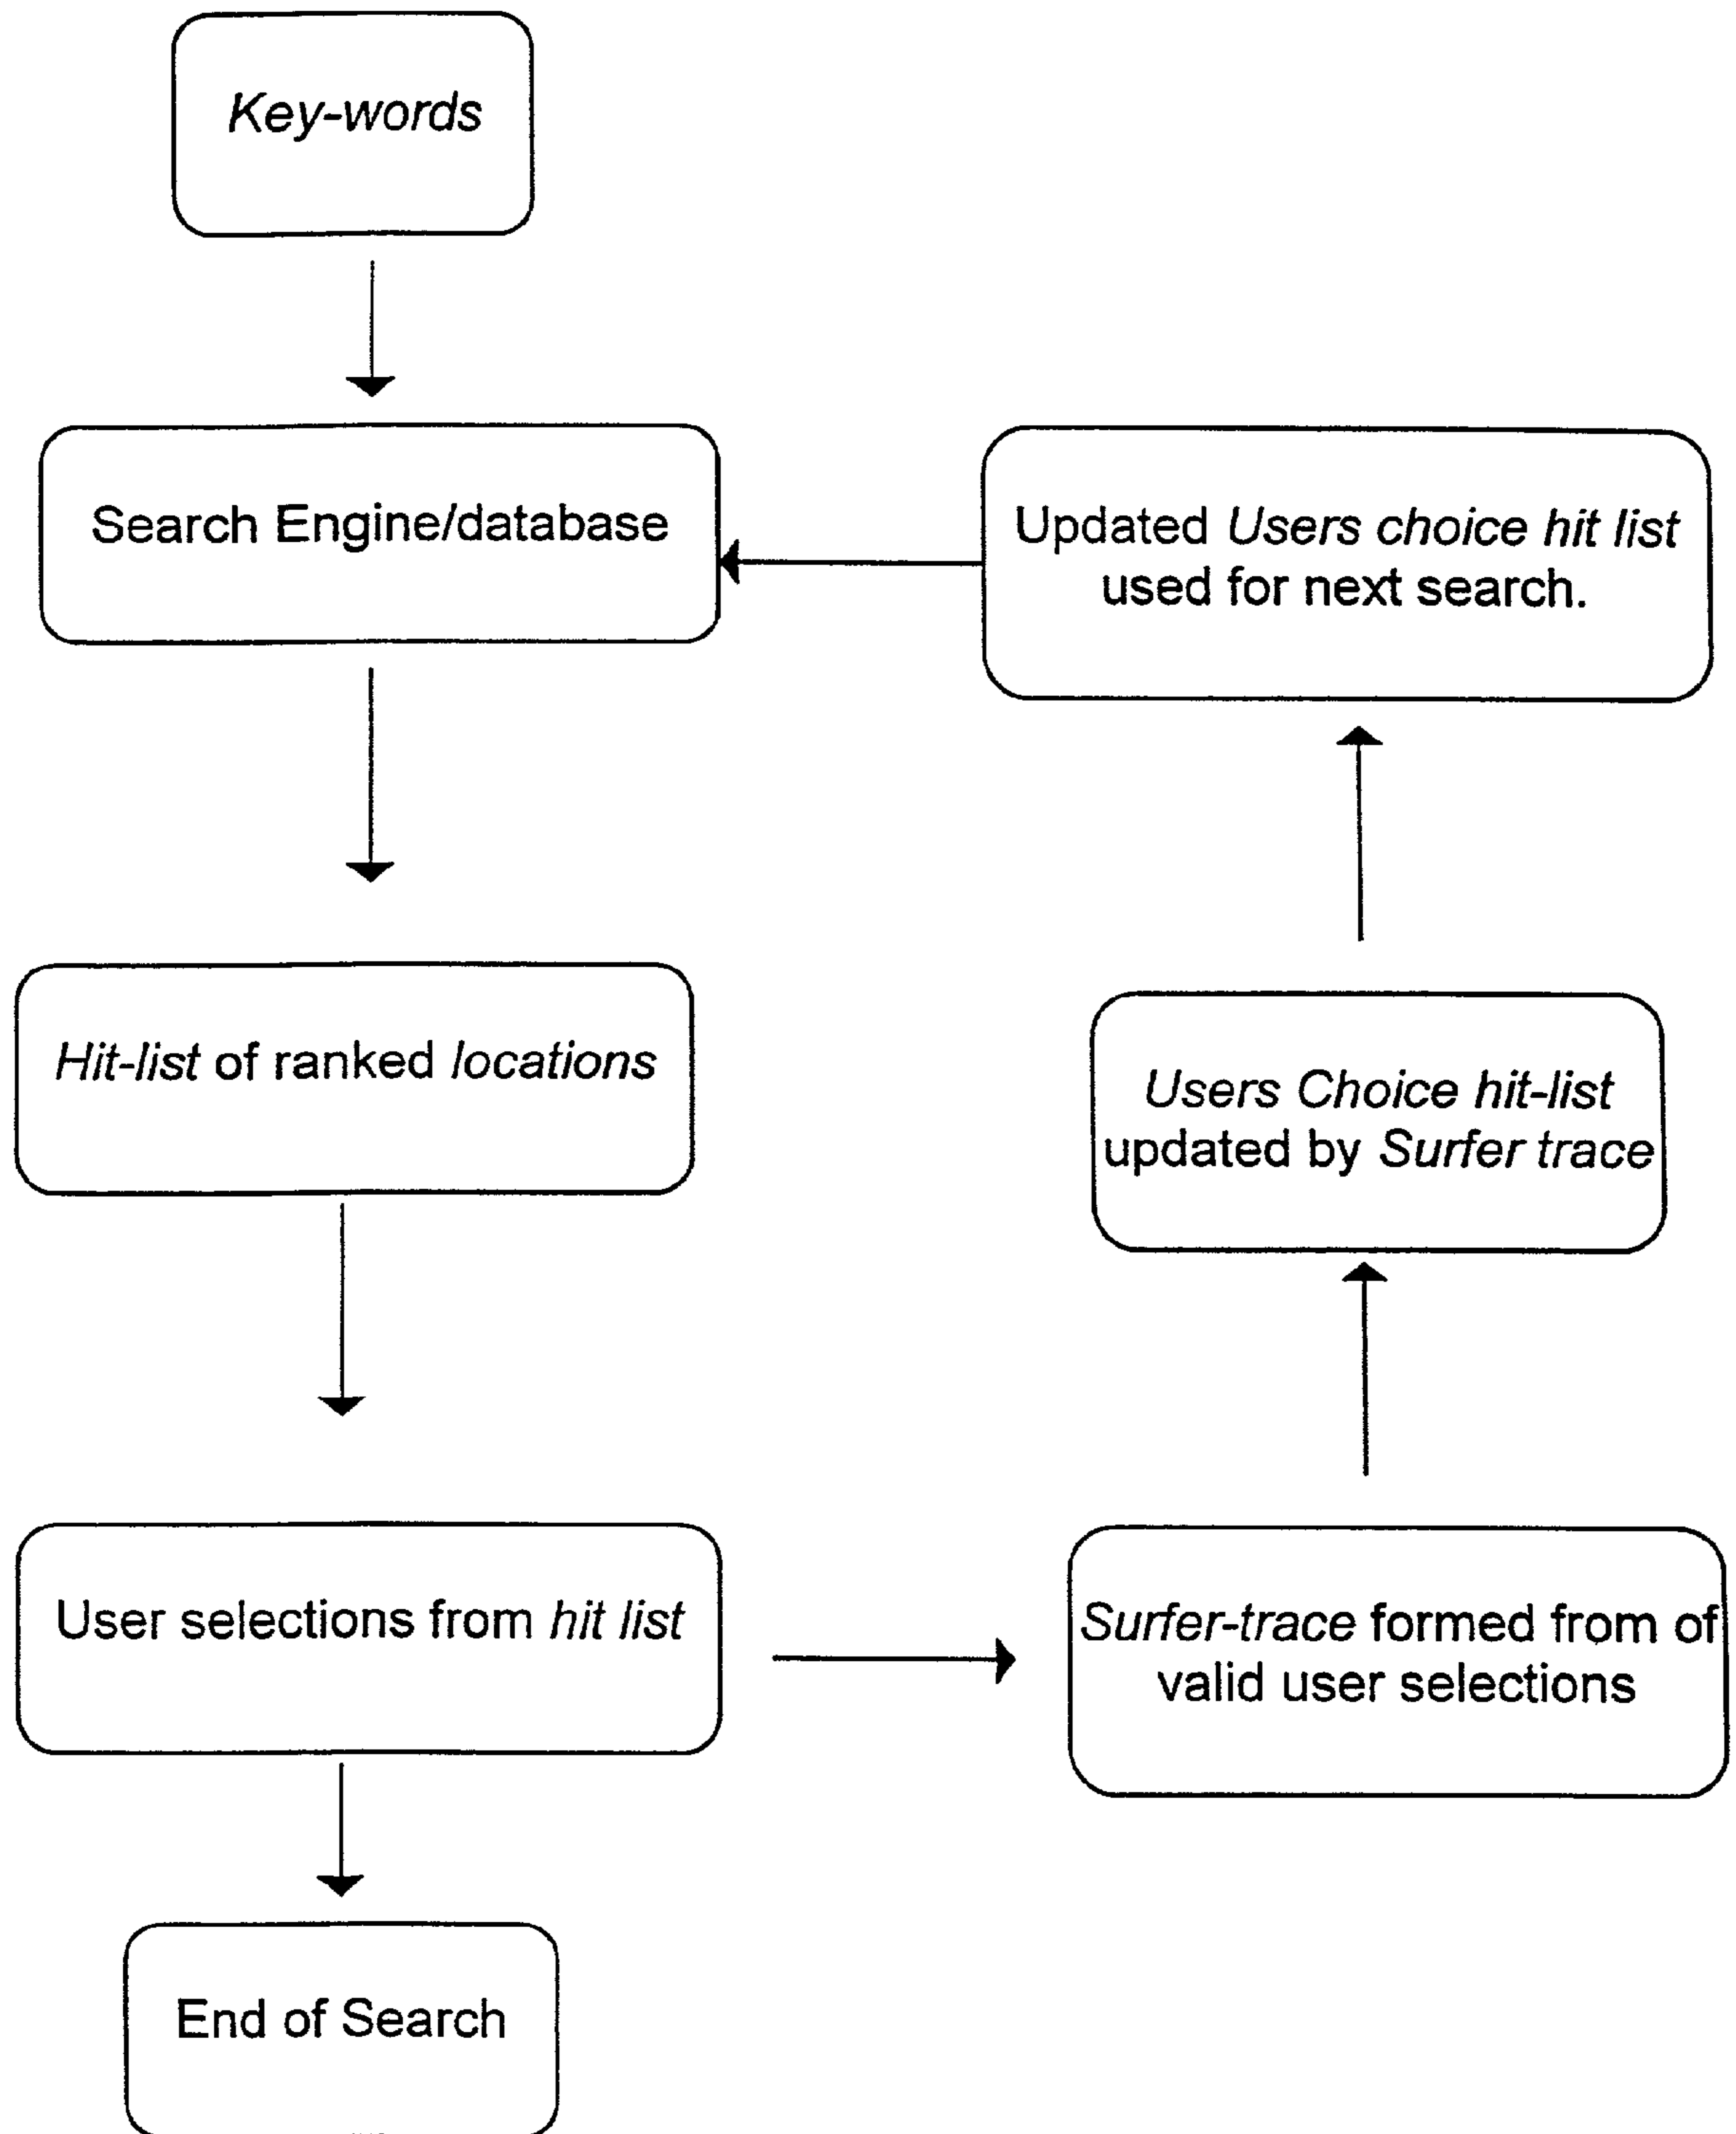 Key-words
Search Engine/database
Updated Users choice hit list
used for next search.
Hit-list of ranked locations
Users Choice hit-list
updated by Surfer trace
User selections from hit list
Surfer-trace formed from of
valid user selections
End of Search